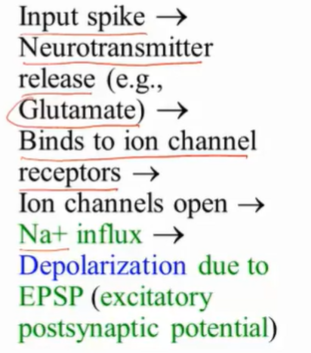 Input spike →
Neurotransmitter
release (e.g.,
Glutamate) →
Binds to ion channel
receptors →
Ion channels open →
Na+ influx →
Depolarization due to
EPSP (excitatory
postsynaptic potential)